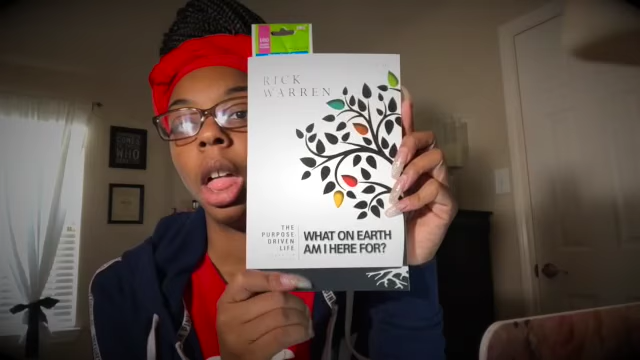 RICK
WARREN
THE
PURPOSE
DRIVEN
LIFE
WHAT ON EARTH
AM I HERE FOR?